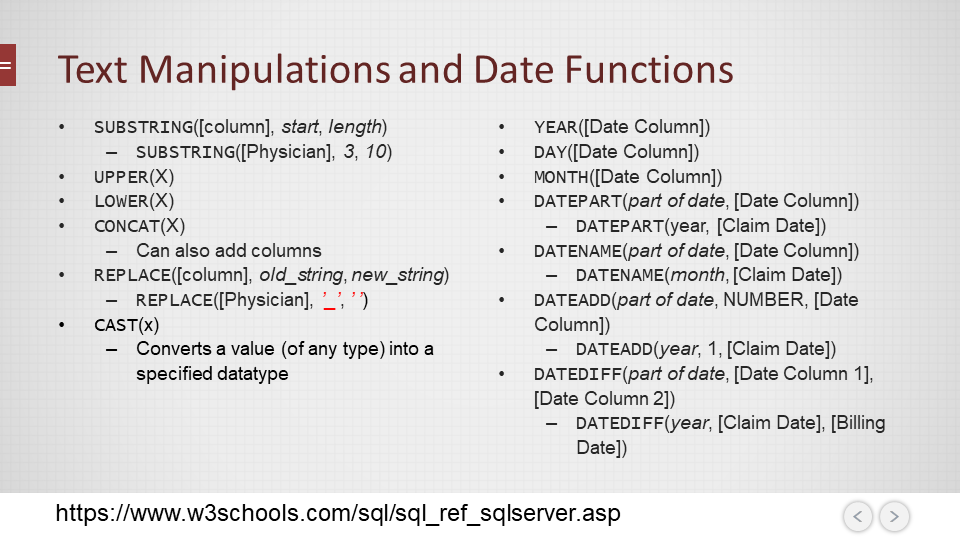 Text Manipulations and Date Functions
• SUBSTRING([column], start, length)
– SUBSTRING([Physician], 3, 10)
• UPPER(X)
• LOWER(X)
• CONCAT(X)
– Can also add columns
• REPLACE([column], old_string, new_string)
– REPLACE([Physician], ’_’, ’ ’)
• CAST(x)
– Converts a value (of any type) into a
specified datatype
• YEAR([Date Column])
• DAY([Date Column])
• MONTH([Date Column])
• DATEPART(part of date, [Date Column])
– DATEPART(year, [Claim Date])
• DATENAME(part of date, [Date Column])
– DATENAME(month, [Claim Date])
• DATEADD(part of date, NUMBER, [Date
Column])
– DATEADD(year, 1, [Claim Date])
• DATEDIFF(part of date, [Date Column 1],
[Date Column 2])
– DATEDIFF(year, [Claim Date], [Billing
Date])
https://www.w3schools.com/sql/sql_ref_sqlserver.asp